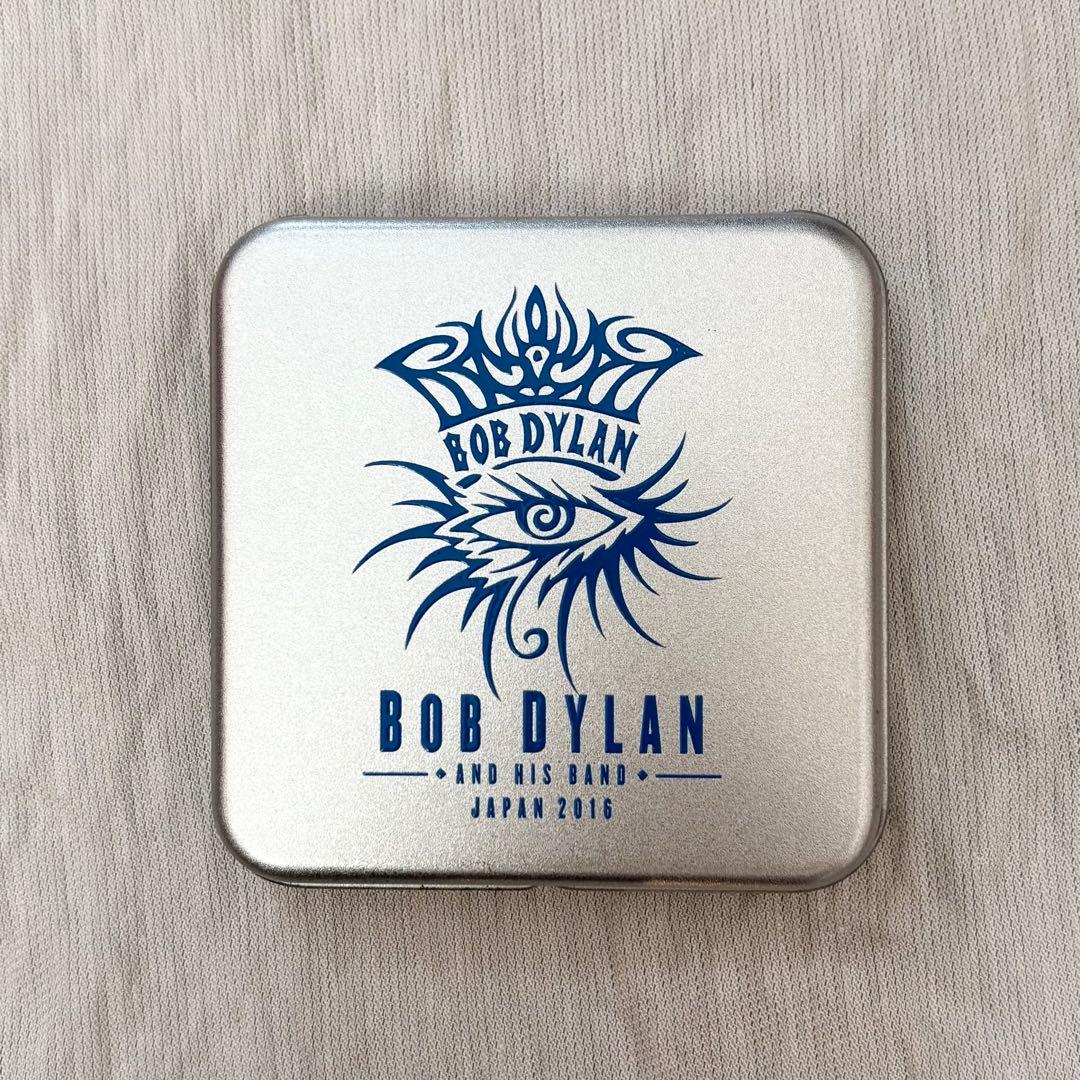 BOB DYLAN
BOB DYLAN
AND HIS BAND
JAPAN 2016